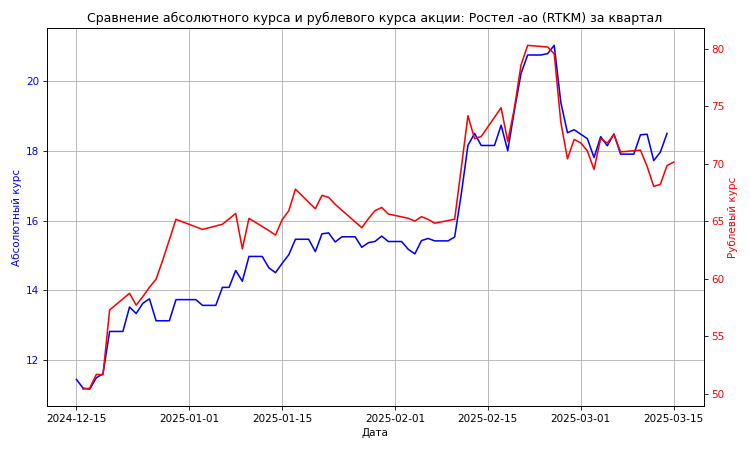 Сравнение абсолютного курса и рублевого курса акции: Ростел -ао (RTKM) за квартал
Абсолютный курс
20
18
16
14
12
80
75
70
65
60
55
50
Рублевый курс
2024-12-15 2025-01-01 2025-01-15 2025-02-01 2025-02-15 2025-03-01 2025-03-15
Дата